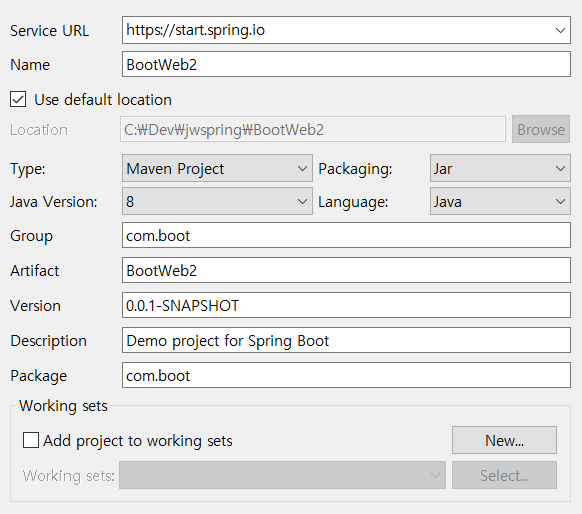 Service URL https://start.spring.io
Name BootWeb2
Use default location
Location C:₩Dev₩jwspring₩BootWeb2 Browse
Type: Maven Project Packaging: Jar
Java Version: 8 Language: Java
Group com.boot
Artifact BootWeb2
Version 0.0.1-SNAPSHOT
Description Demo project for Spring Boot
Package com.boot
Working sets
Add project to working sets New...
Working sets: Select...